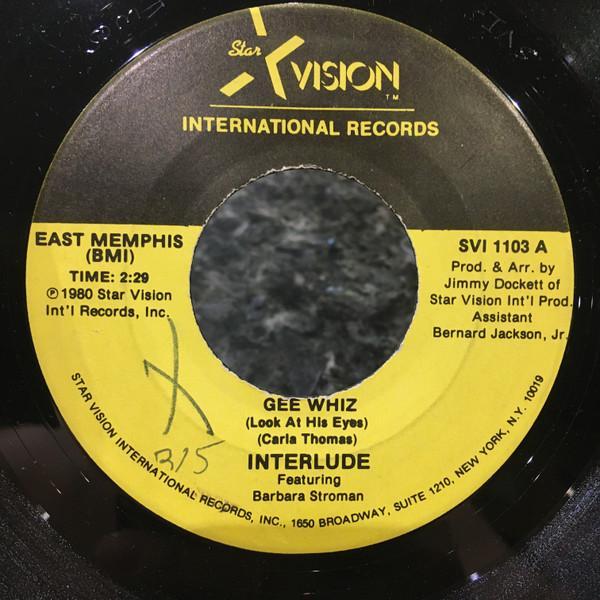 Star
VISION
TM
INTERNATIONAL RECORDS
EAST MEMPHIS
(BMI)
TIME: 2:29
℗ 1980 Star Vision
Int'l Records, Inc.
SVI 1103 A
Prod. & Arr. by
Jimmy Dockett of
Star Vision Int'l Prod.
Assistant
Bernard Jackson, Jr.
GEE WHIZ
(Look At His Eyes)
(Carla Thomas)
INTERLUDE
Featuring
Barbara Stroman
X
315
STAR VISION INTERNATIONAL RECORDS, INC., 1650 BROADWAY, SUITE 1210, NEW YORK, N.Y. 10019